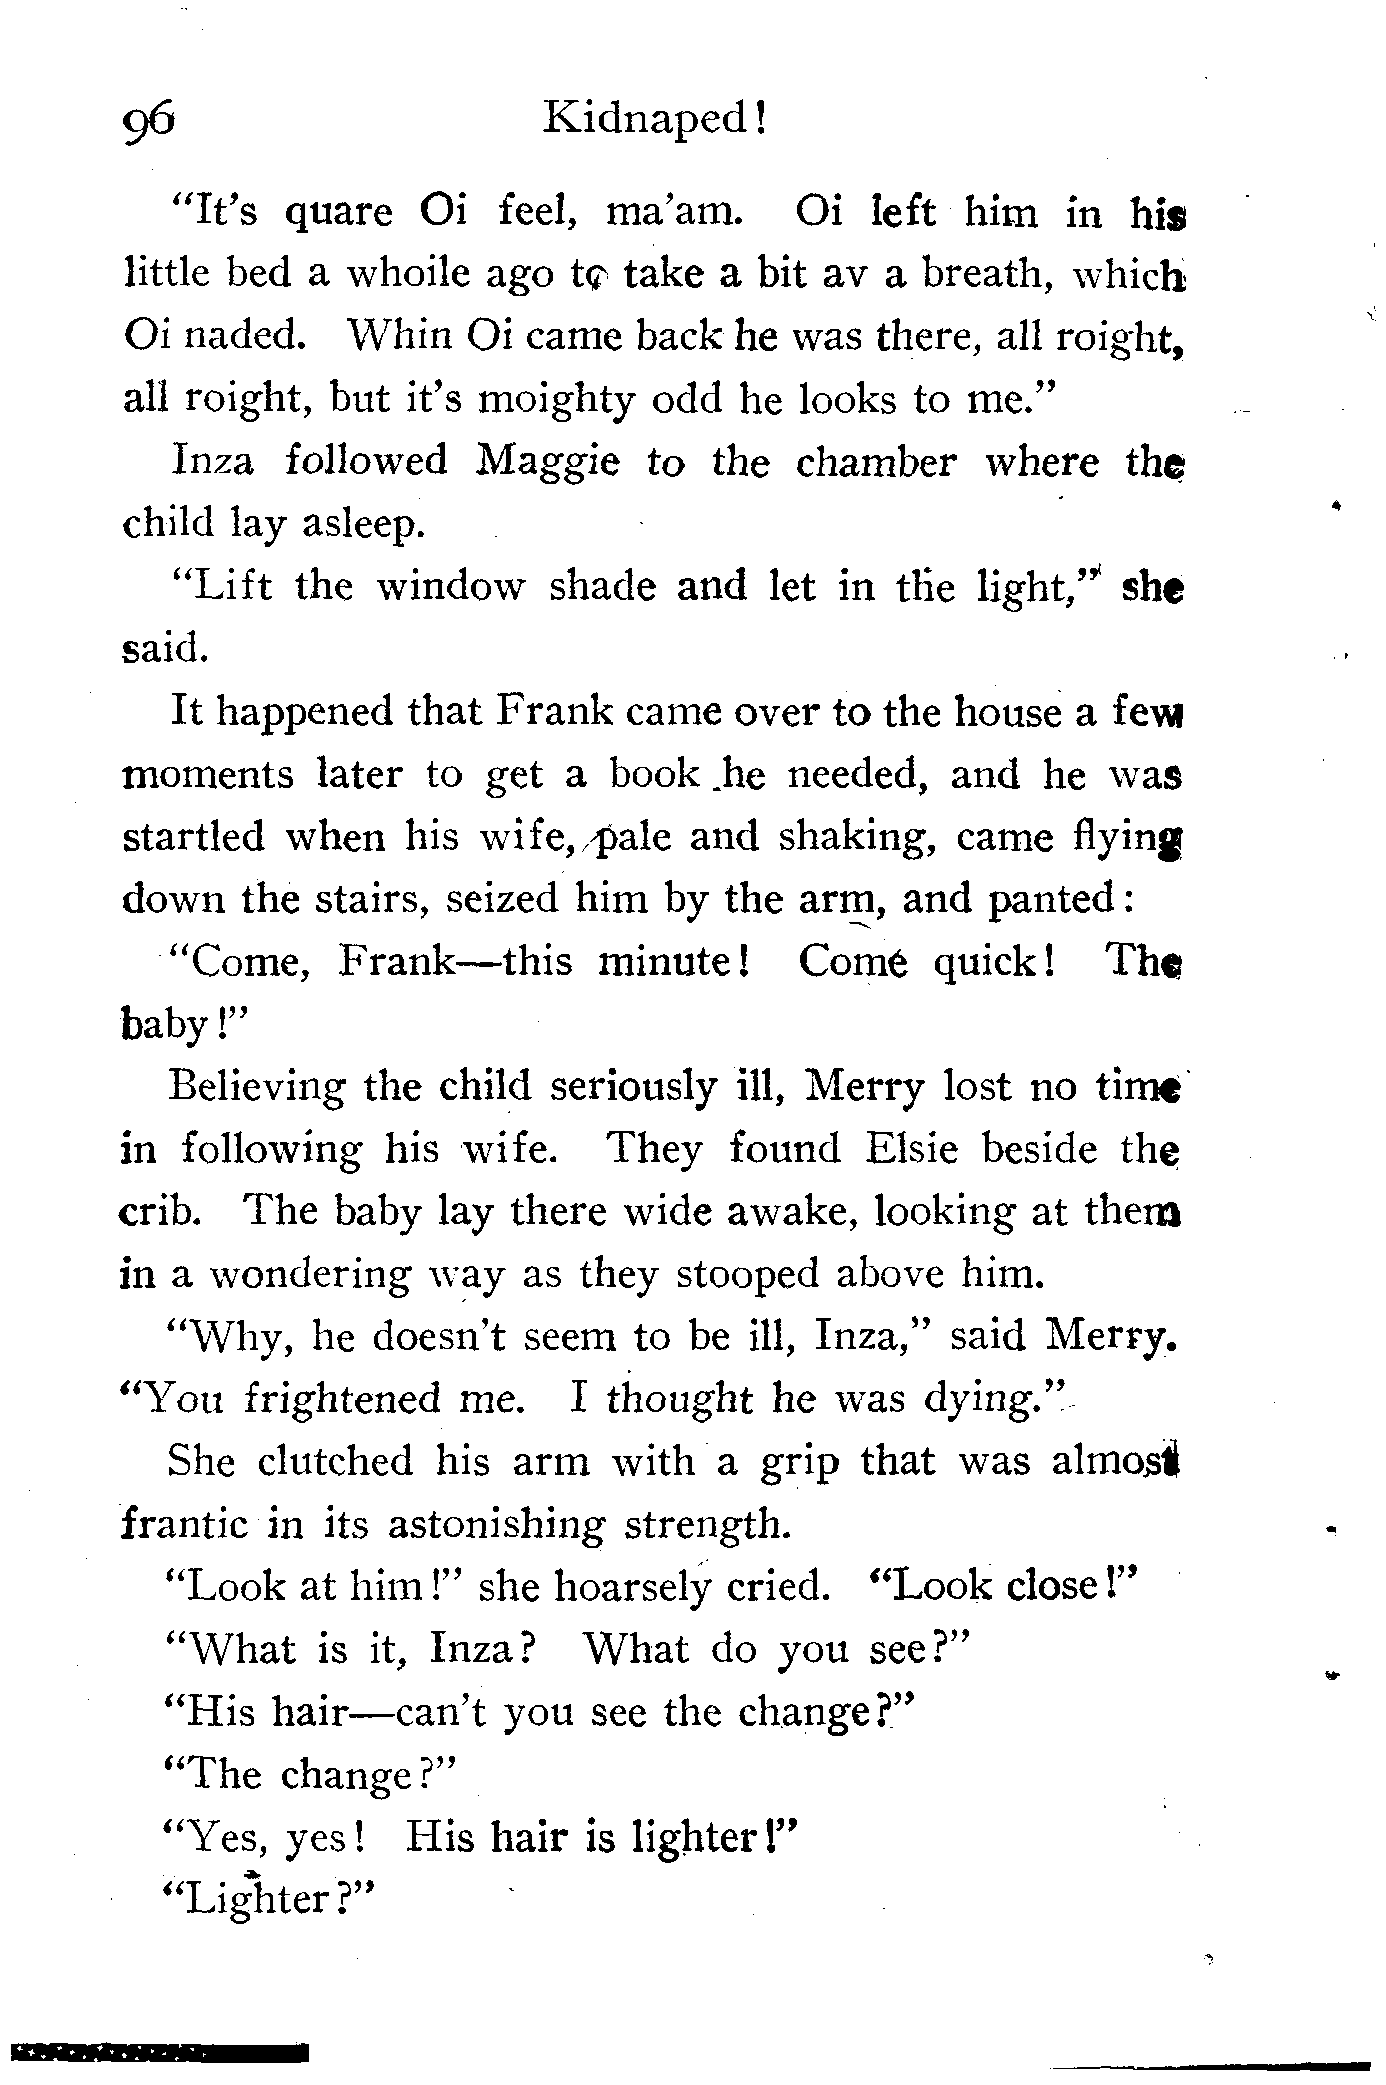 96 Kidnaped!
"It's quare Oi feel, ma'am. Oi left him in his
little bed a whoile ago to take a bit av a breath, which
Oi naded. Whin Oi came back he was there, all roight,
all roight, but it's moighty odd he looks to me."
Inza followed Maggie to the chamber where the
child lay asleep.
"Lift the window shade and let in the light," she
said.
It happened that Frank came over to the house a few
moments later to get a book he needed, and he was
startled when his wife, pale and shaking, came flying
down the stairs, seized him by the arm, and panted:
"Come, Frank—this minute! Come quick! The
baby!"
Believing the child seriously ill, Merry lost no time
in following his wife. They found Elsie beside the
crib. The baby lay there wide awake, looking at them
in a wondering way as they stooped above him.
"Why, he doesn't seem to be ill, Inza," said Merry.
"You frightened me. I thought he was dying."
She clutched his arm with a grip that was almost
frantic in its astonishing strength.
"Look at him!" she hoarsely cried. "Look close!"
"What is it, Inza? What do you see?"
"His hair—can't you see the change?"
"The change?"
"Yes, yes! His hair is lighter!"
"Lighter?"